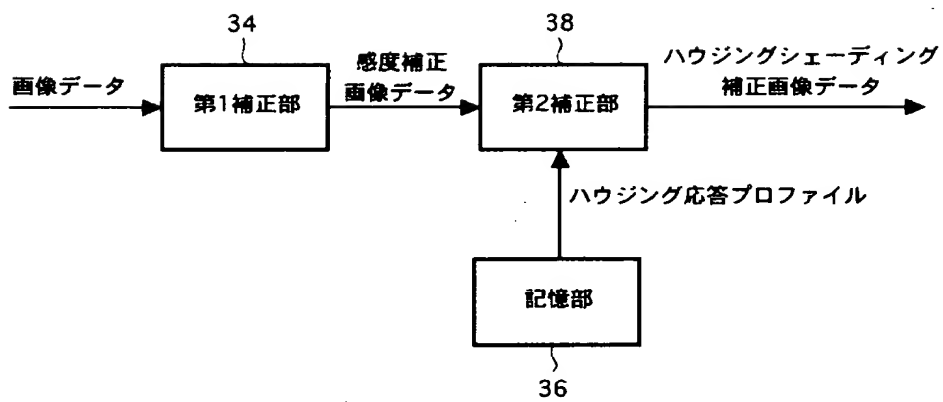 34
38
画像データ
第1補正部
感度補正
画像データ
第2補正部
ハウジングシェーディング
補正画像データ
ハウジング応答プロファイル
記憶部
36